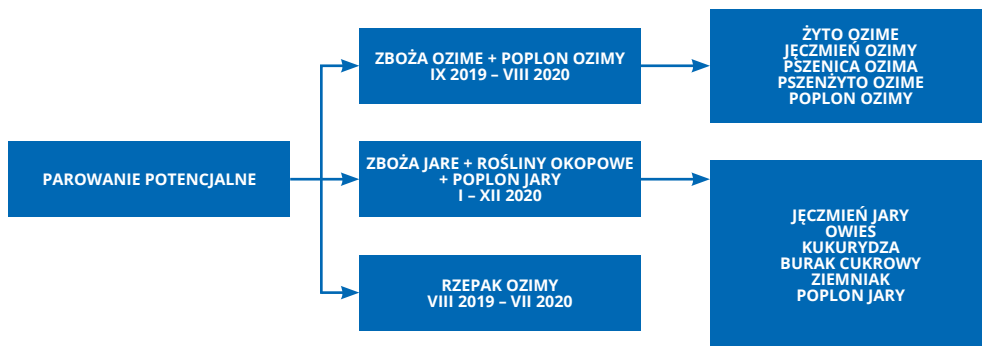 PAROWANIE POTENCJALNE
ZBOŻA OZIME + POPLON OZIMY
IX 2019 – VIII 2020
ŻYTO OZIME
JĘCZMIEŃ OZIMY
PSZENICA OZIMA
PSZENŻYTO OZIME
POPLON OZIMY
ZBOŻA JARE + ROŚLINY OKOPOWE
+ POPLON JARY
I – XII 2020
JĘCZMIEŃ JARY
OWIES
KUKURYDZA
BURAK CUKROWY
ZIEMNIAK
POPLON JARY
RZEPAK OZIMY
VIII 2019 – VII 2020